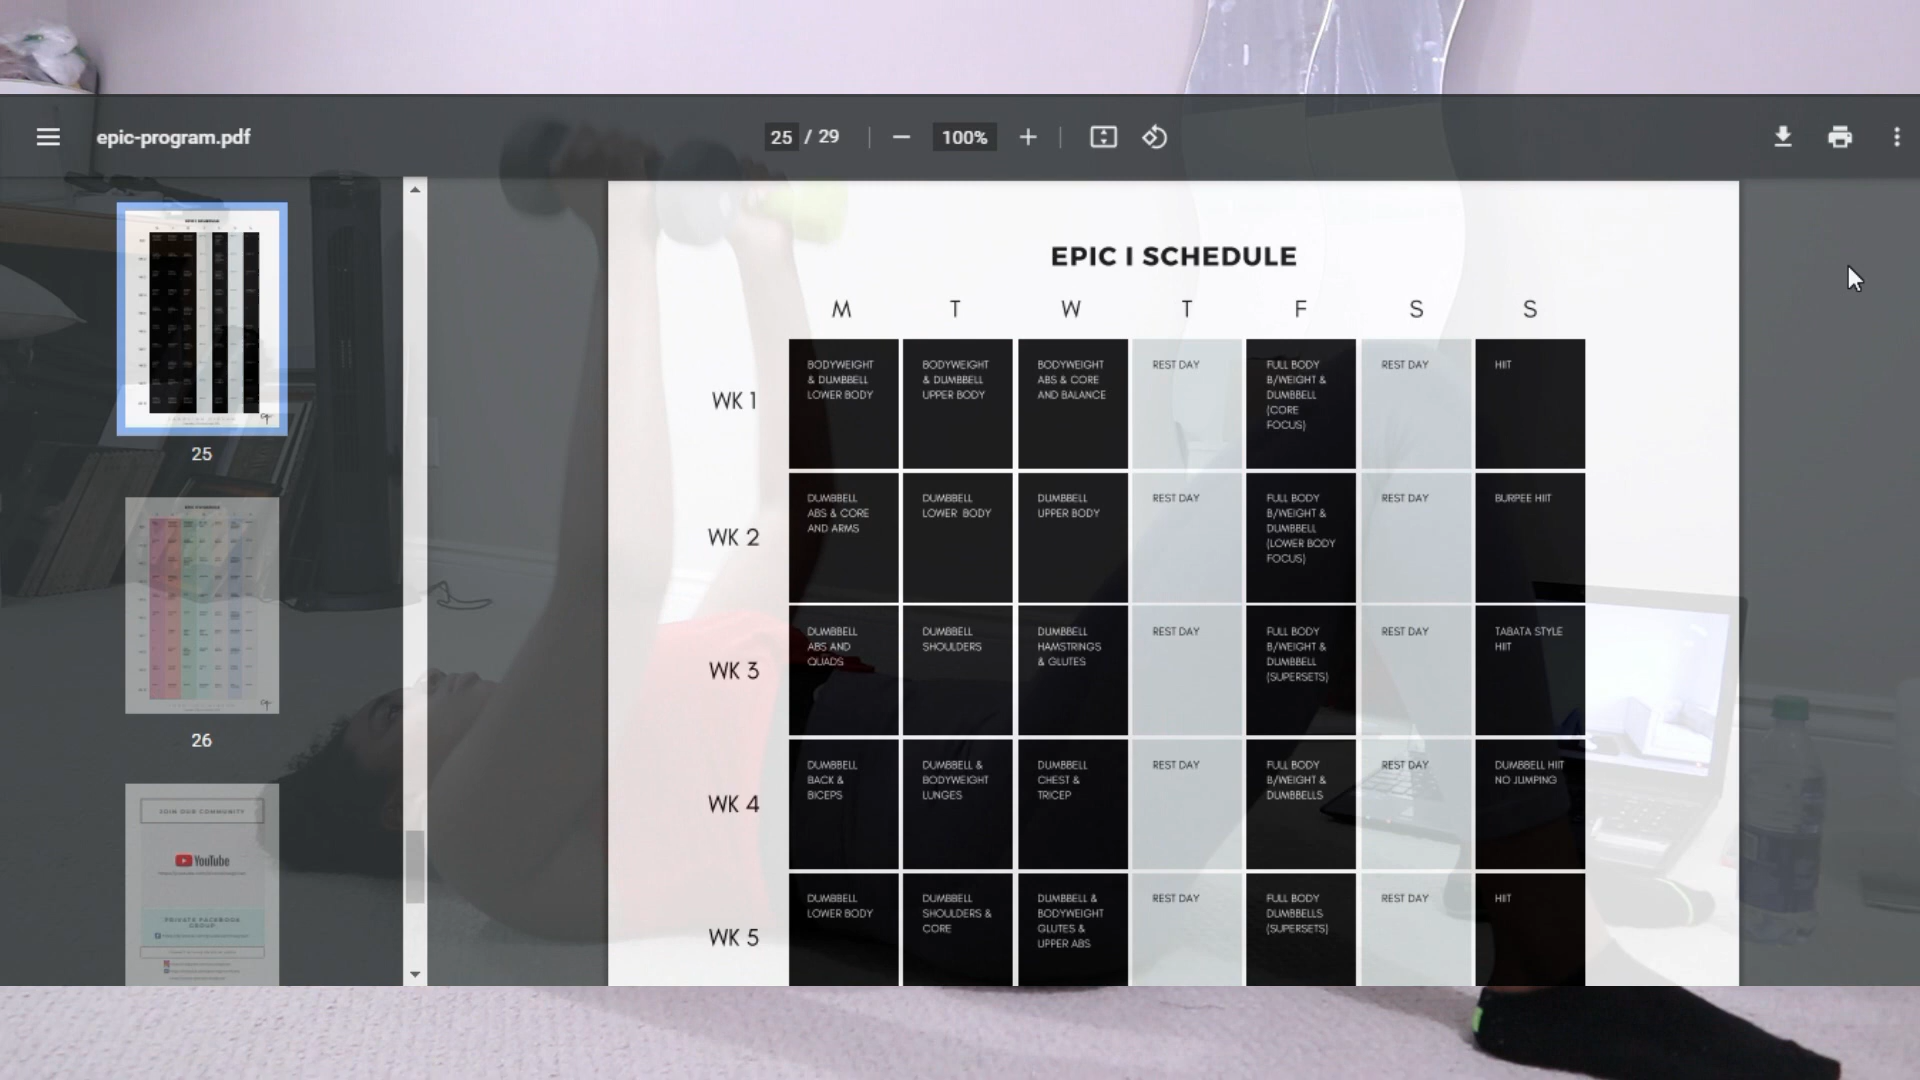 epic-program.pdf
25 / 29
100%
25
26
JOIN OUR COMMUNITY
YouTube
PRIVATE FACEBOOK
GROUP:
EPIC I SCHEDULE
M T W T F S S
WK 1
BODYWEIGHT
& DUMBBELL
LOWER BODY
BODYWEIGHT
& DUMBBELL
UPPER BODY
BODYWEIGHT
ABS & CORE
AND BALANCE
REST DAY
FULL BODY
B/WEIGHT &
DUMBBELL
(CORE
FOCUS)
REST DAY
HIIT
WK 2
DUMBBELL
ABS & CORE
AND ARMS
DUMBBELL
LOWER BODY
DUMBBELL
UPPER BODY
REST DAY
FULL BODY
B/WEIGHT &
DUMBBELL
(LOWER BODY
FOCUS)
REST DAY
BURPEE HIIT
WK 3
DUMBBELL
ABS AND
QUADS
DUMBBELL
SHOULDERS
DUMBBELL
HAMSTRINGS
& GLUTES
REST DAY
FULL BODY
B/WEIGHT &
DUMBBELL
(SUPERSETS)
REST DAY
TABATA STYLE
HIIT
WK 4
DUMBBELL
BACK &
BICEPS
DUMBBELL &
BODYWEIGHT
LUNGES
DUMBBELL
CHEST &
TRICEP
REST DAY
FULL BODY
B/WEIGHT &
DUMBBELLS
REST DAY
DUMBBELL HIIT
NO JUMPING
WK 5
DUMBBELL
LOWER BODY
DUMBBELL
SHOULDERS &
CORE
DUMBBELL &
BODYWEIGHT
GLUTES &
UPPER ABS
REST DAY
FULL BODY
DUMBBELLS
(SUPERSETS)
REST DAY
HIIT